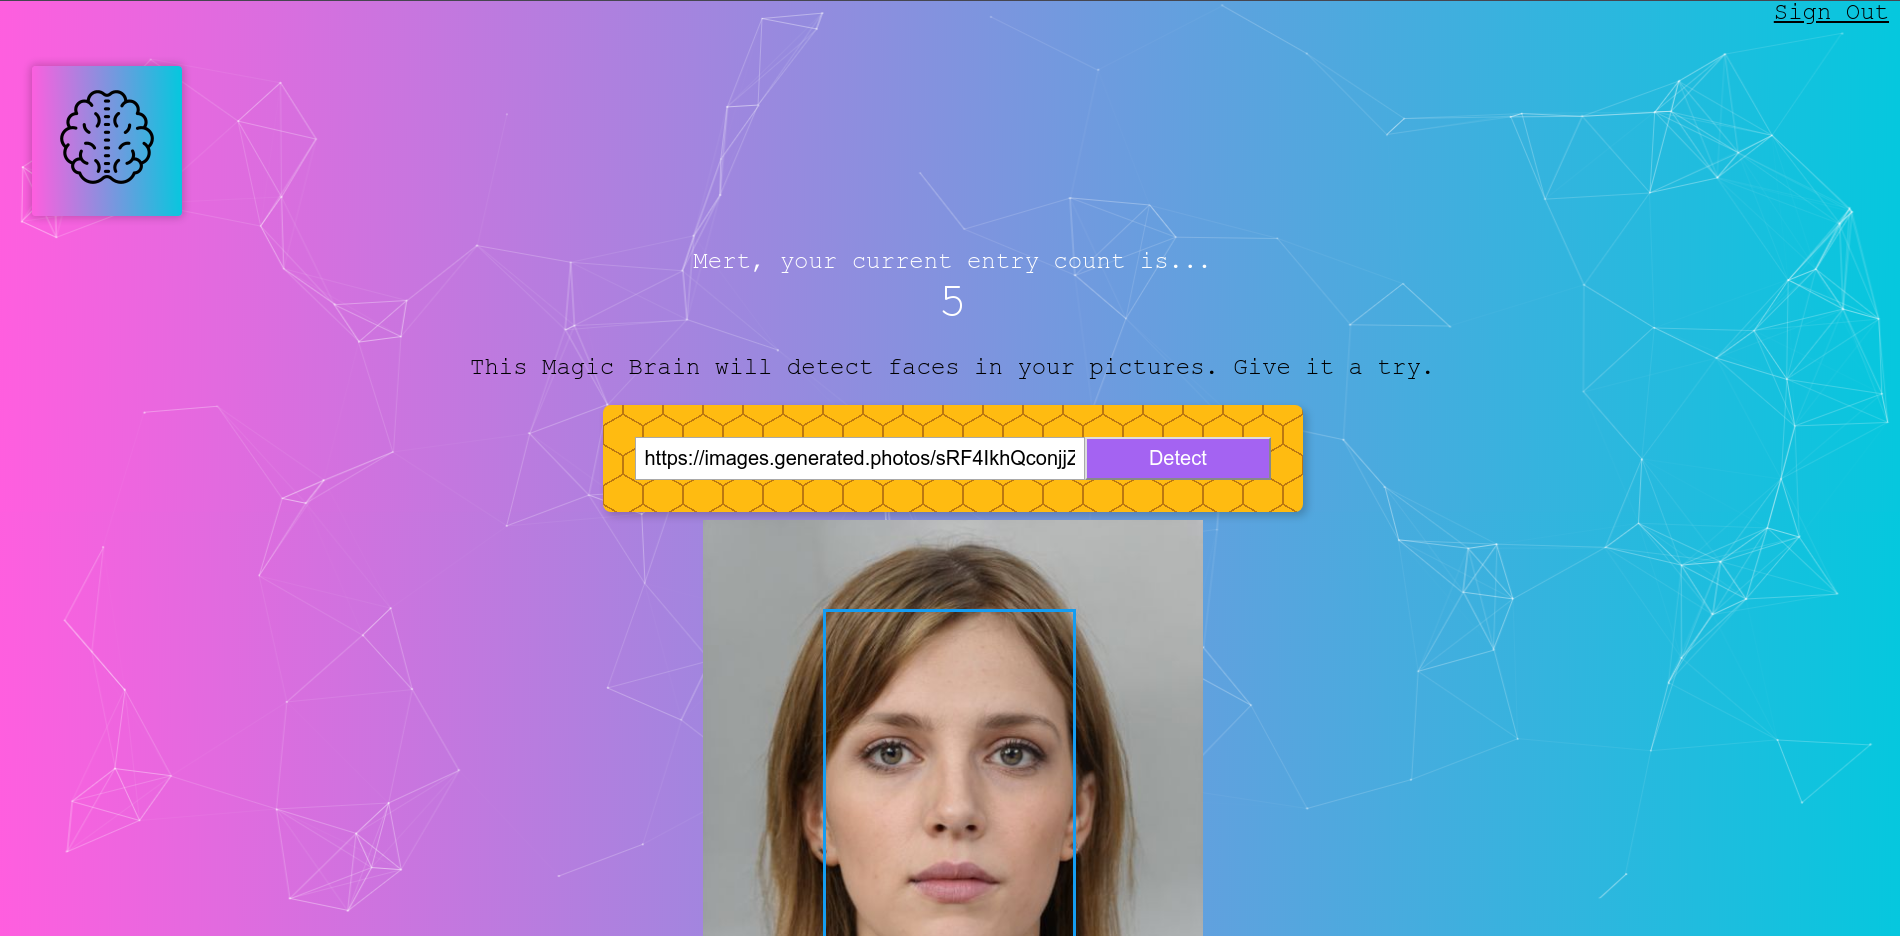 Sign Out
Mert, your current entry count is...
5
This Magic Brain will detect faces in your pictures. Give it a try.
https://images.generated.photos/sRF4IkhQconjjZ Detect